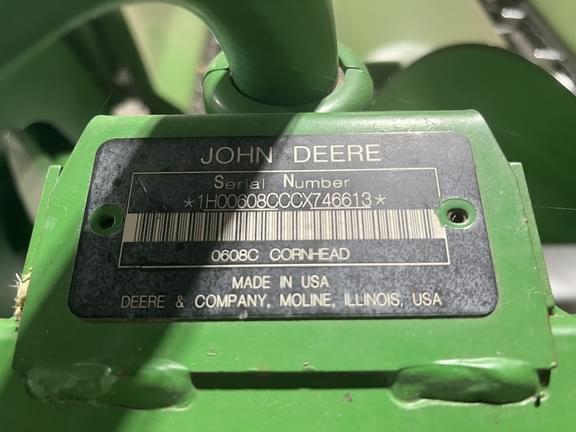 JOHN DEERE
Serial Number
*1H00608CCCX746613*
0608C CORNHEAD
MADE IN USA
DEERE & COMPANY, MOLINE, ILLINOIS, USA